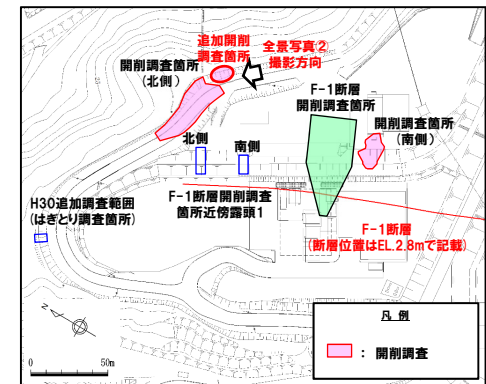 追加開削
調査箇所
全景写真②
撮影方向
開削調査箇所
(北側)
F-1断層
開削調査箇所
開削調査箇所
(南側)
北側
南側
F-1断層開削調査
箇所近傍露頭1
H30追加調査範囲
(はぎとり調査箇所)
F-1断層
(断層位置はEL.2.8mで記載)
N
0 50m
凡 例
: 開削調査